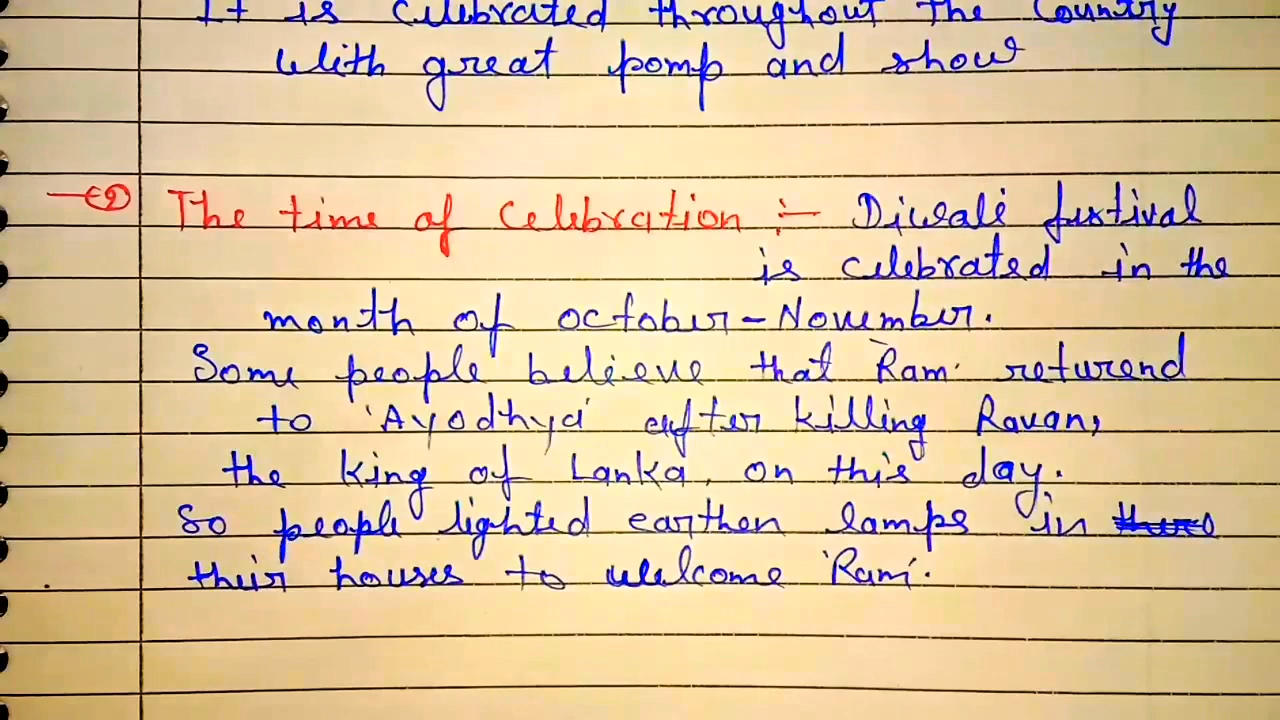 It is celebrated throughout the Country
with great pomp and show
②  The time of Celebration :- Diwali festival
is celebrated in the
month of october-November.
Some people believe that Ram returend
to 'Ayodhya' after killing Ravan,
the king of Lanka, on this day.
So people lighted earthen lamps in
their houses to welcome 'Ram'.